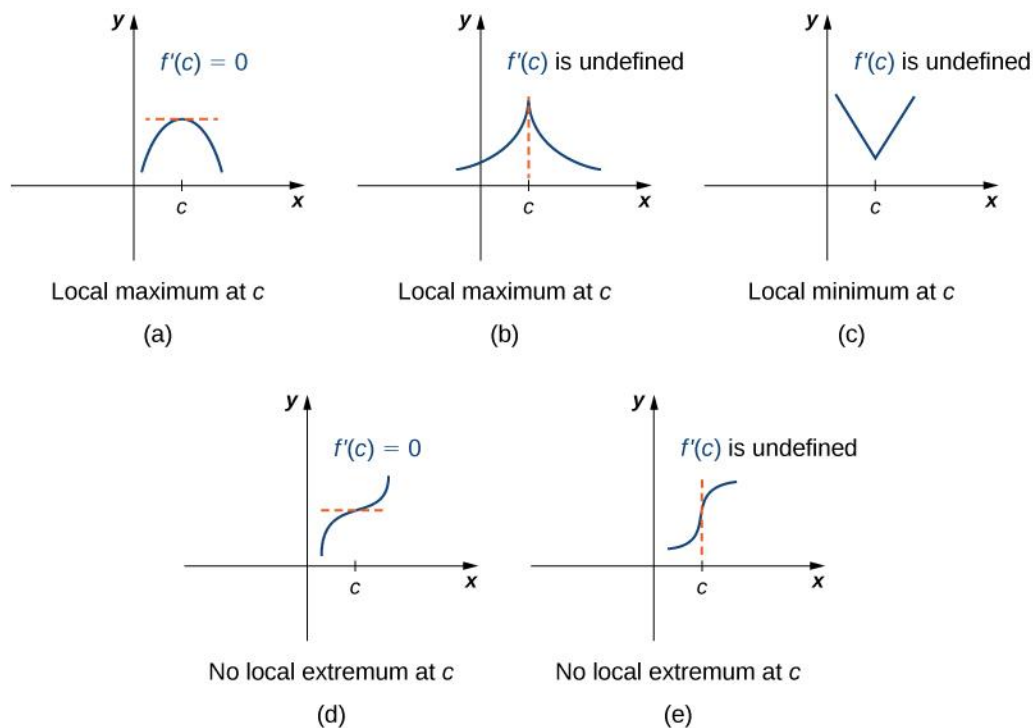 y y y
f'(c) = 0 f'(c) is undefined f'(c) is undefined
c x c x c x
Local maximum at c Local maximum at c Local minimum at c
(a) (b) (c)
y y
f'(c) = 0 f'(c) is undefined
c x c x
No local extremum at c No local extremum at c
(d) (e)